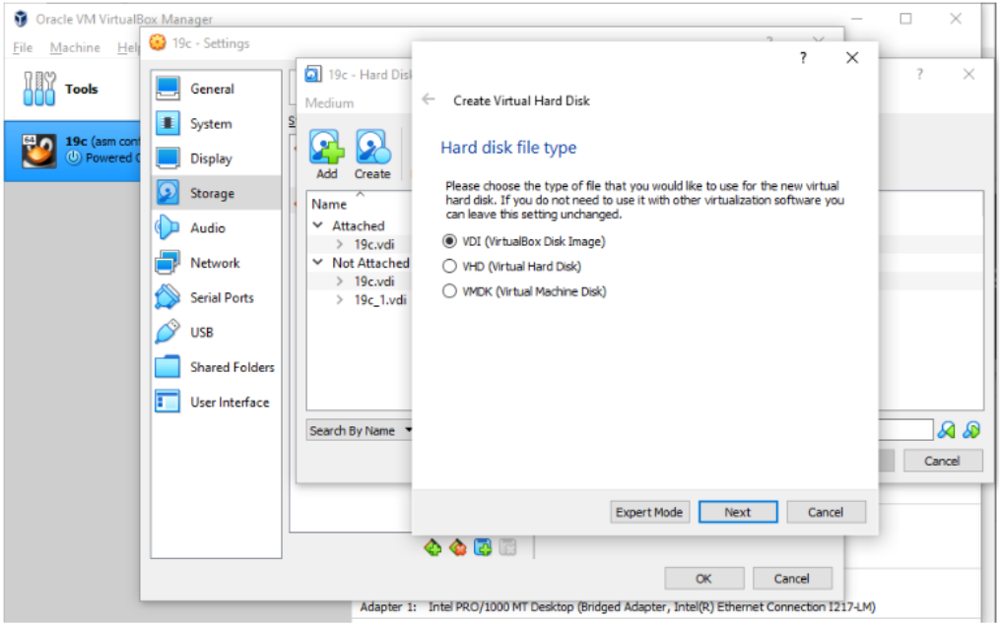 Oracle VM VirtualBox Manager
File Machine Help
Tools
64
19c (asm conf
Powered O
19c - Settings
General
System
Display
Storage
Audio
Network
Serial Ports
USB
Shared Folders
User Interface
OK Cancel
19c - Hard Disk
Medium
Add Create
Name
Attached
19c.vdi
Not Attached
19c.vdi
19c_1.vdi
Search By Name
Cancel
Create Virtual Hard Disk
Hard disk file type
Please choose the type of file that you would like to use for the new virtual
hard disk. If you do not need to use it with other virtualization software you
can leave this setting unchanged.
VDI (VirtualBox Disk Image)
VHD (Virtual Hard Disk)
VMDK (Virtual Machine Disk)
Expert Mode Next Cancel
Adapter 1: Intel PRO/1000 MT Desktop (Bridged Adapter, Intel(R) Ethernet Connection I217-LM)